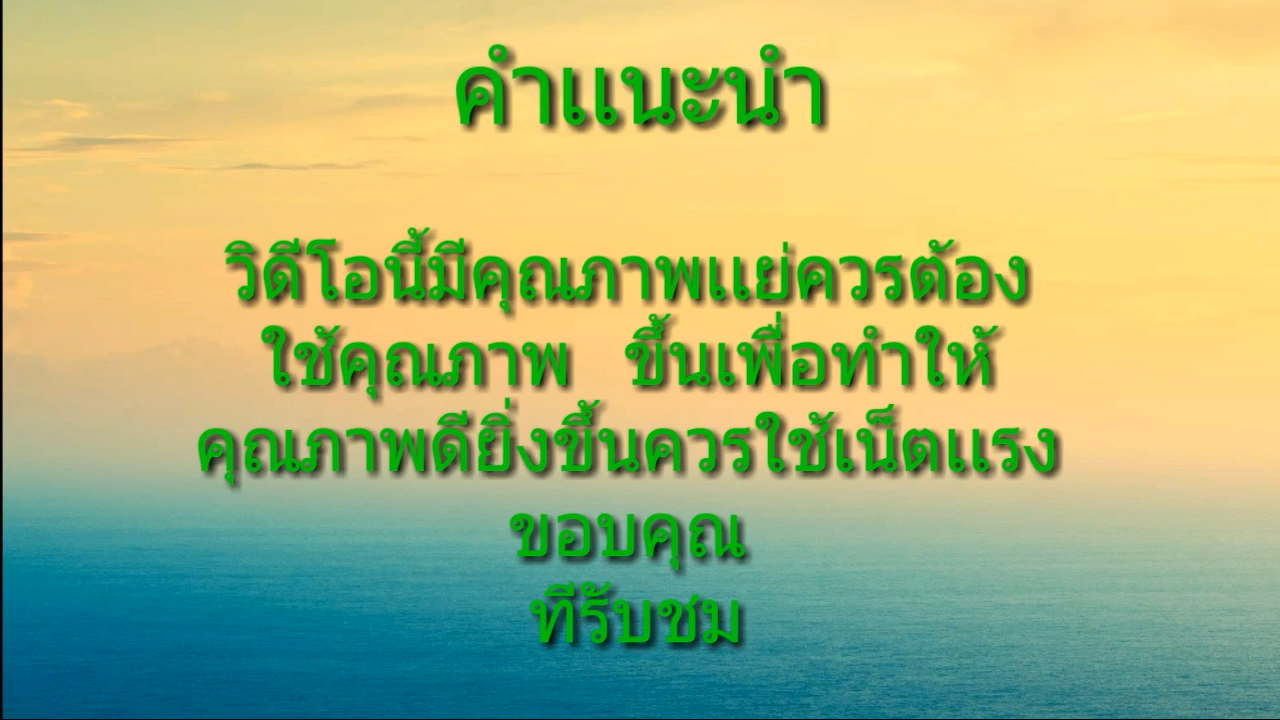 คำแนะนำ
วิดีโอนี้มีคุณภาพแย่ควรต้อง
ใช้คุณภาพ ขึ้นเพื่อทำให้
คุณภาพดียิ่งขึ้นควรใช้เน็ตแรง
ขอบคุณ
ทีรับชม